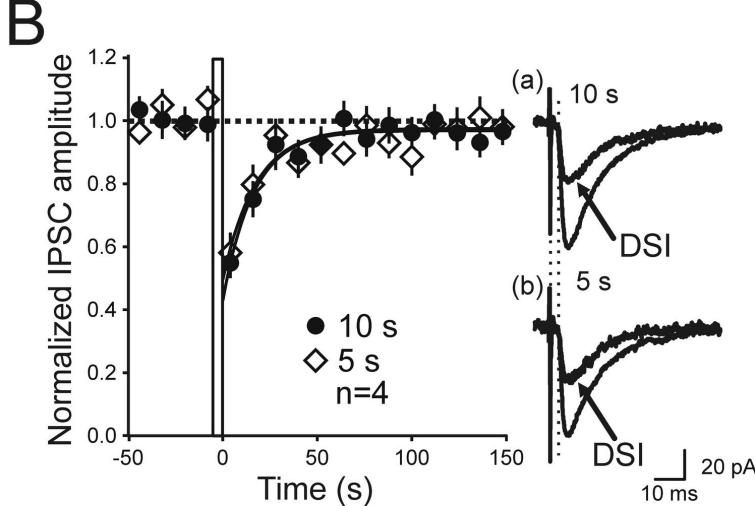 B
Normalized IPSC amplitude
1.2
1.0
0.8
0.6
0.4
0.2
0.0
-50
0
50
100
150
Time (s)
10 s
5 s
n=4
(a)
10 s
DSI
(b)
5 s
DSI
20 pA
10 ms